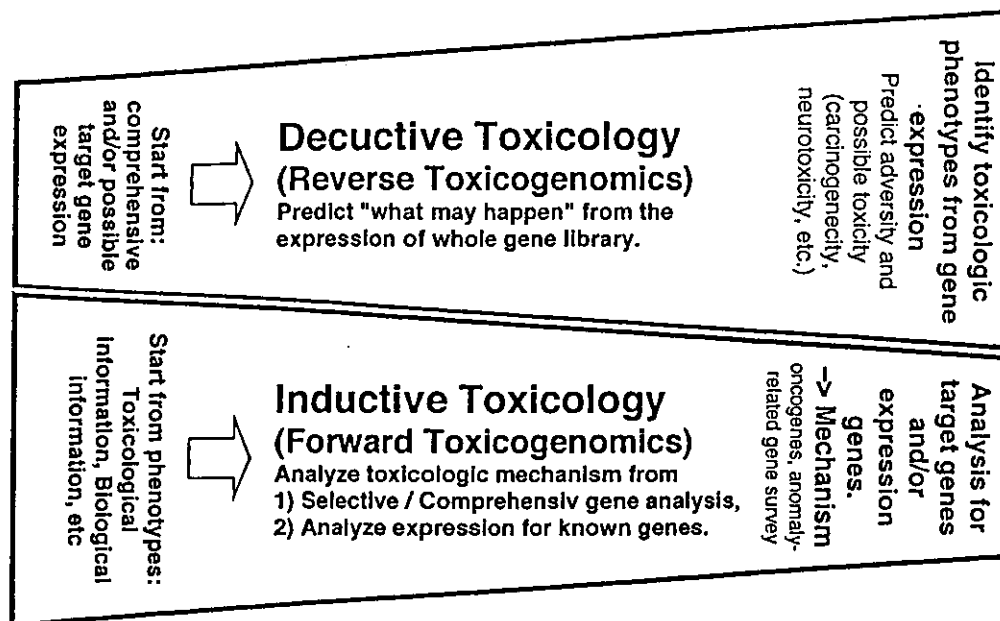 Start from:
comprehensive
and/or possible
target gene
expression
Decuctive Toxicology
(Reverse Toxicogenomics)
Predict "what may happen" from the
expression of whole gene library.
Identify toxicologic
phenotypes from gene
·expression
Predict adversity and
possible toxicity
(carcinogenecity,
neurotoxicity, etc.)
Start from phenotypes:
Toxicological
information, Biological
information, etc
Inductive Toxicology
(Forward Toxicogenomics)
Analyze toxicologic mechanism from
1) Selective / Comprehensiv gene analysis,
2) Analyze expression for known genes.
Analysis for
target genes
and/or
expression
genes.
–> Mechanism
oncogenes, anomaly-
related gene survey